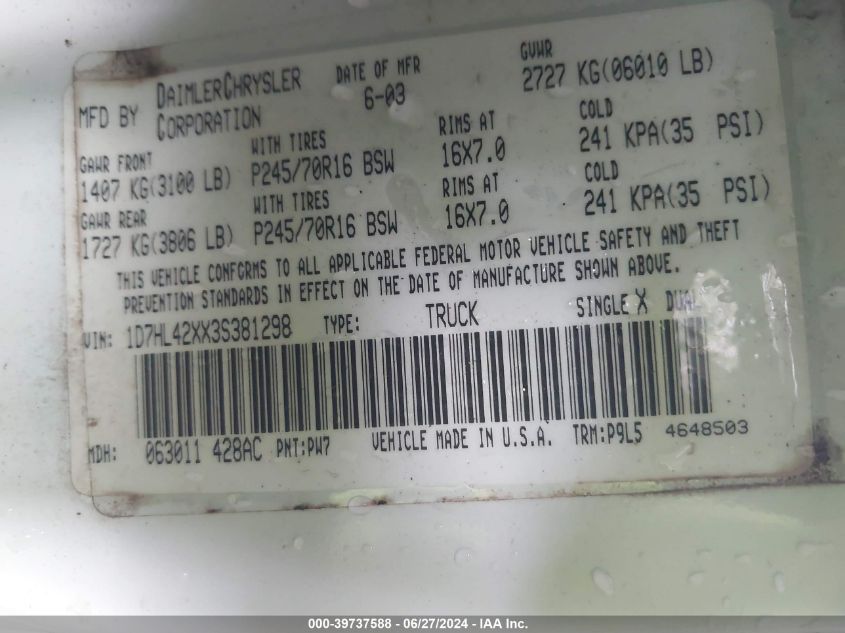 MFD BY DAIMLERCHRYSLER CORPORATION DATE OF MFR 6-03 GVWR 2727 KG(06010 LB)
GAWR FRONT WITH TIRES RIMS AT COLD
1407 KG(3100 LB) P245/70R16 BSW 16X7.0 241 KPA(35 PSI)
GAWR REAR WITH TIRES RIMS AT COLD
1727 KG(3806 LB) P245/70R16 BSW 16X7.0 241 KPA(35 PSI)
THIS VEHICLE CONFORMS TO ALL APPLICABLE FEDERAL MOTOR VEHICLE SAFETY AND THEFT
PREVENTION STANDARDS IN EFFECT ON THE DATE OF MANUFACTURE SHOWN ABOVE.
VIN: 1D7HL42XX3S381298 TYPE: TRUCK SINGLE X DUAL
MDH: 063011 428AC PNT:PW7 VEHICLE MADE IN U.S.A. TRM:P9L5 4648503
000-39737588 - 06/27/2024 - IAA Inc.